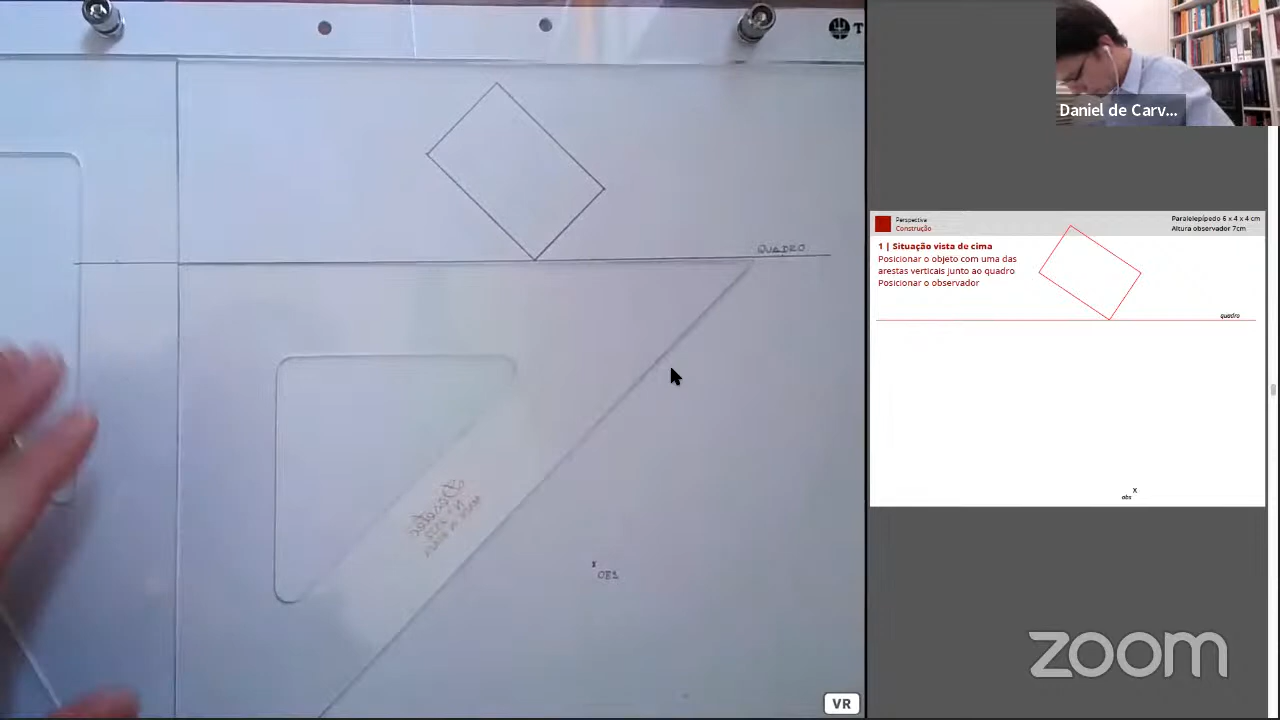 T
QUADRO
OBS
VR
Daniel de Carv...
Perspectiva
Construção
Paralelepípedo 6 x 4 x 4 cm
Altura observador 7cm
1 | Situação vista de cima
Posicionar o objeto com uma das
arestas verticais junto ao quadro
Posicionar o observador
quadro
x
obs
zoom